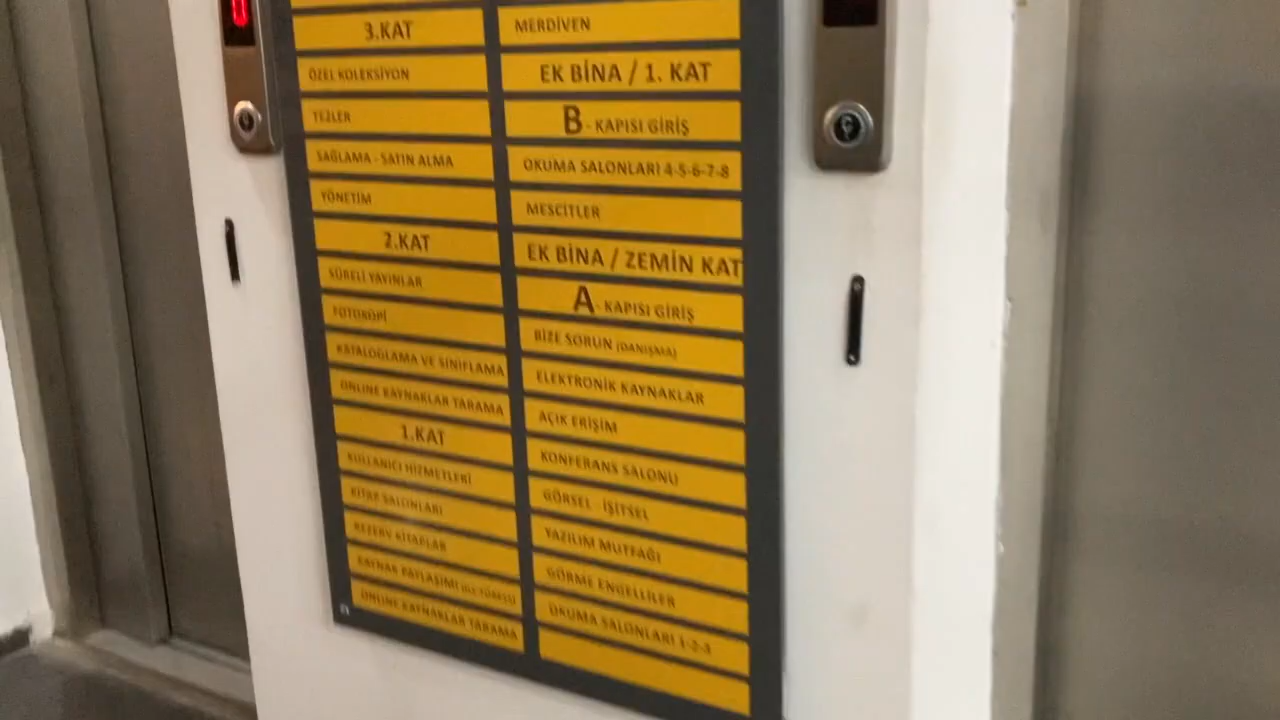 3.KAT
ÖZEL KOLEKSİYON
TEZLER
SAĞLAMA - SATIN ALMA
YÖNETİM
2.KAT
SÜRELİ YAYINLAR
FOTOKOPİ
KATALOGLAMA VE SINIFLAMA
ONLINE KAYNAKLAR TARAMA
1.KAT
KULLANICI HİZMETLERİ
KİTAP SALONLARI
REZERV KİTAPLAR
KAYNAK PAYLAŞIMI
ONLINE KAYNAKLAR TARAMA
MERDİVEN
EK BİNA / 1. KAT
B - KAPISI GİRİŞ
OKUMA SALONLARI 4-5-6-7-8
MESCİTLER
EK BİNA / ZEMİN KAT
A - KAPISI GİRİŞ
BİZE SORUN (DANIŞMA)
ELEKTRONİK KAYNAKLAR
AÇIK ERİŞİM
KONFERANS SALONU
GÖRSEL - İŞİTSEL
YAZILIM MUTFAĞI
GÖRME ENGELLİLER
OKUMA SALONLARI 1-2-3